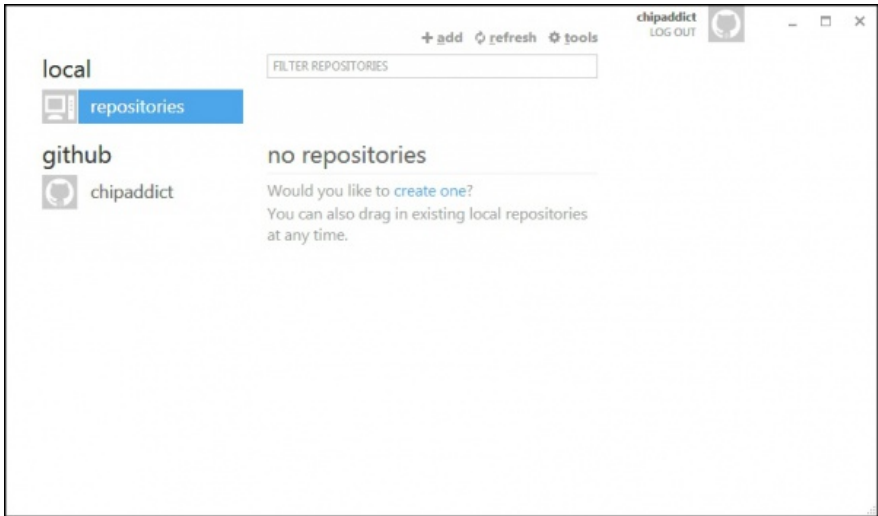 chipaddict
LOG OUT
+ add refresh tools
local
FILTER REPOSITORIES
repositories
github
no repositories
chipaddict
Would you like to create one?
You can also drag in existing local repositories
at any time.